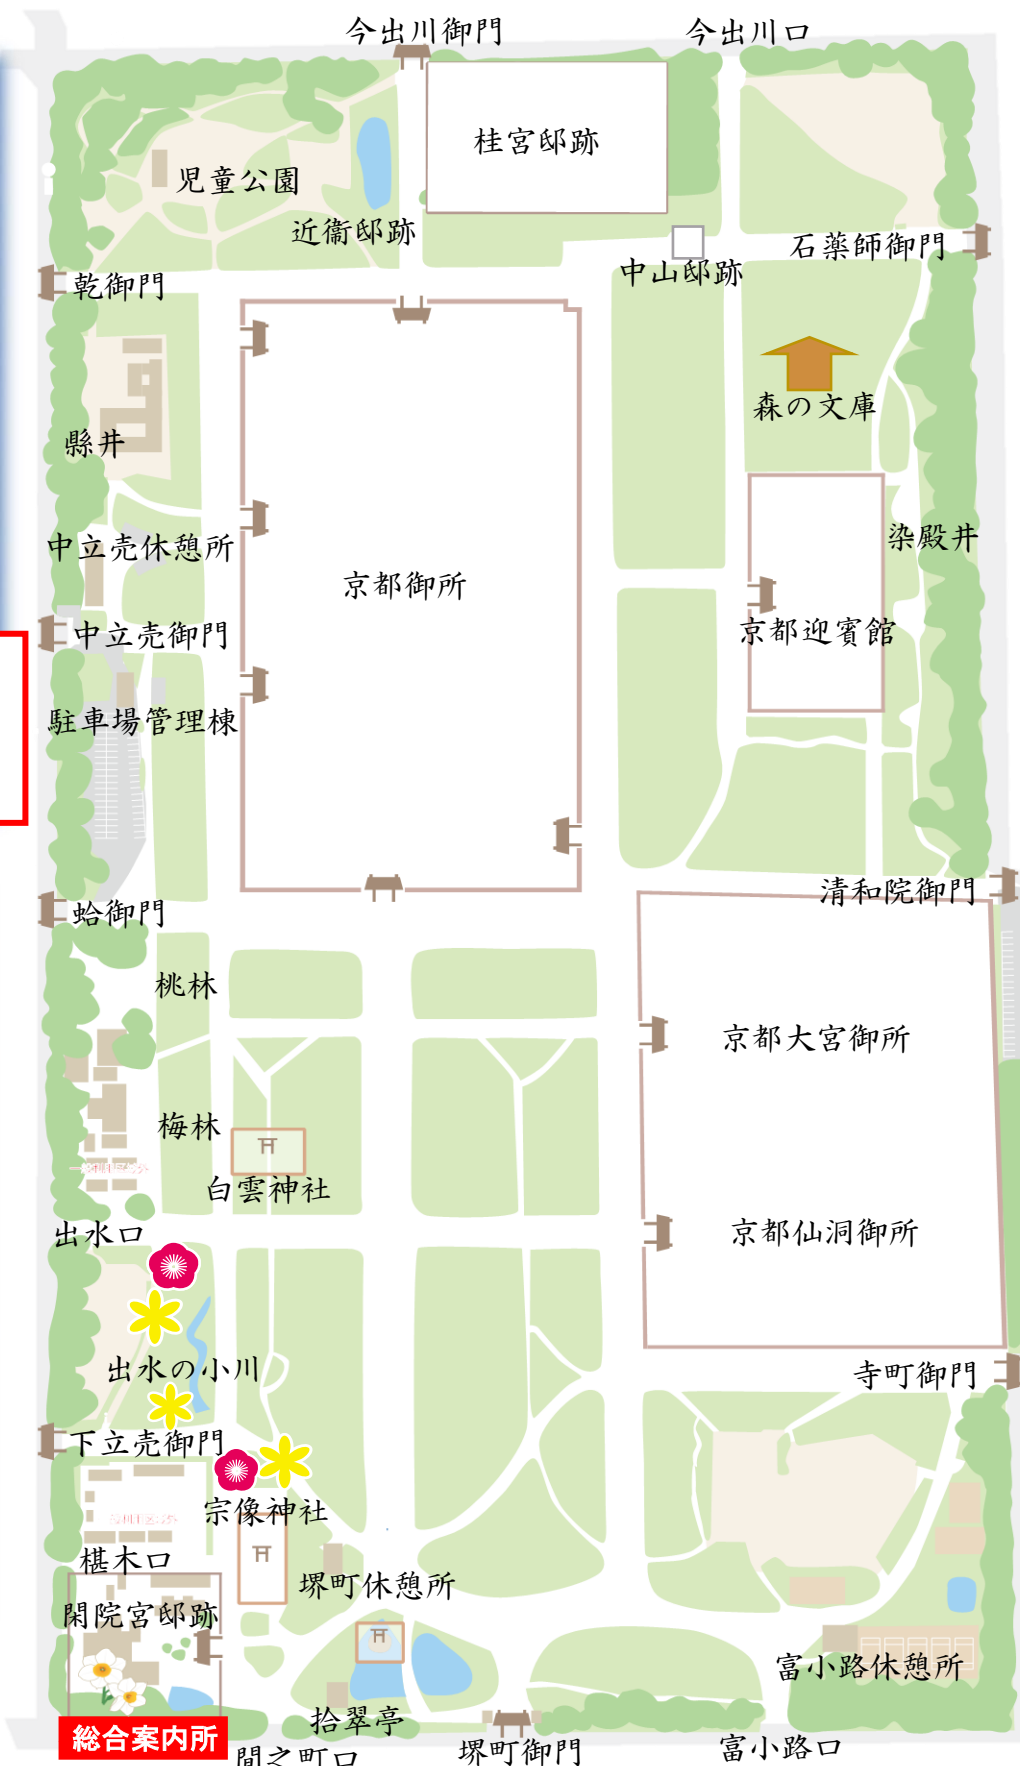 今出川御門
今出川口
桂宮邸跡
児童公園
近衞邸跡
石薬師御門
中山邸跡
乾御門
森の文庫
縣井
染殿井
中立売休憩所
京都御所
京都迎賓館
中立売御門
駐車場管理棟
清和院御門
蛤御門
桃林
京都大宮御所
梅林
白雲神社
出水口
京都仙洞御所
出水の小川
寺町御門
下立売御門
宗像神社
椹木口
堺町休憩所
閑院宮邸跡
富小路休憩所
拾翠亭
総合案内所
間之町口
堺町御門
富小路口